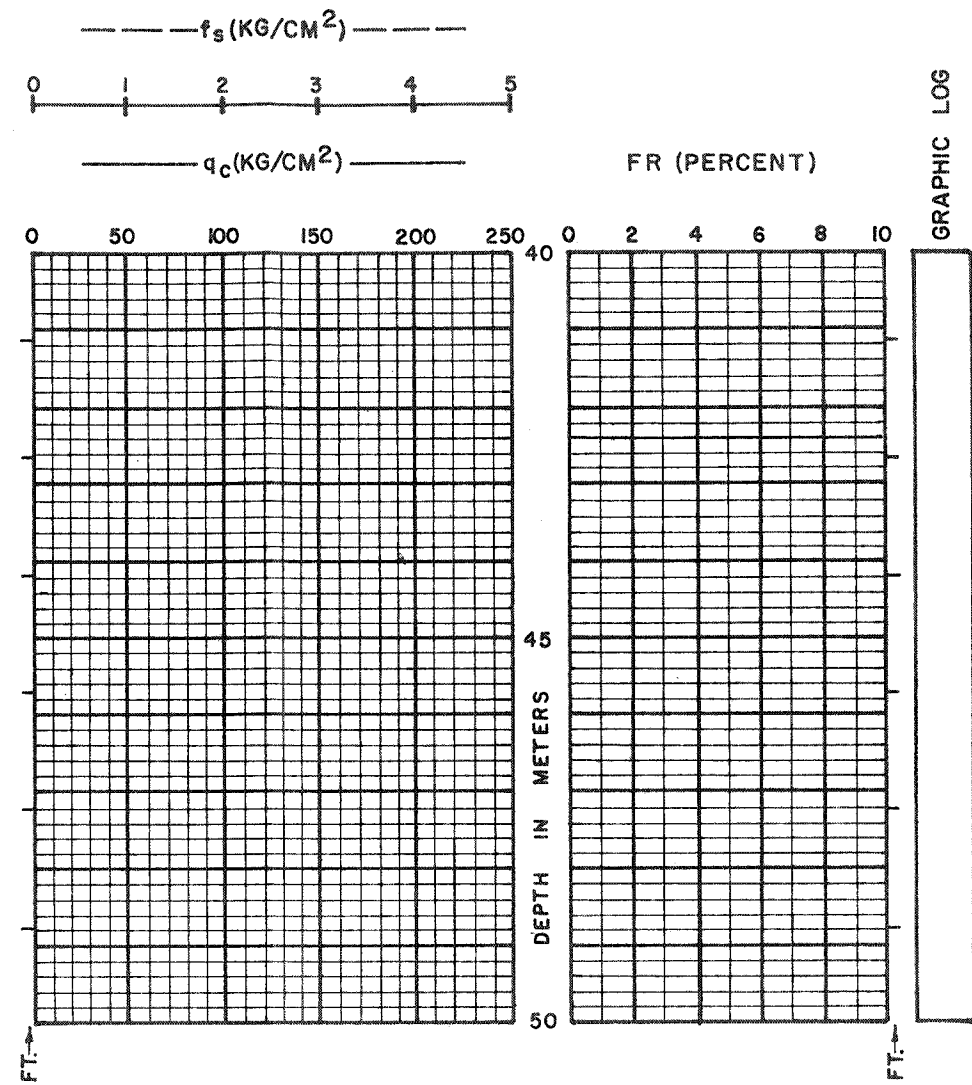 fs(KG/CM2)
0 1 2 3 4 5
qc(KG/CM2)
FR (PERCENT)
GRAPHIC LOG
0 50 100 150 200 250
0 2 4 6 8 10
40
45
50
DEPTH IN METERS
FT.
FT.